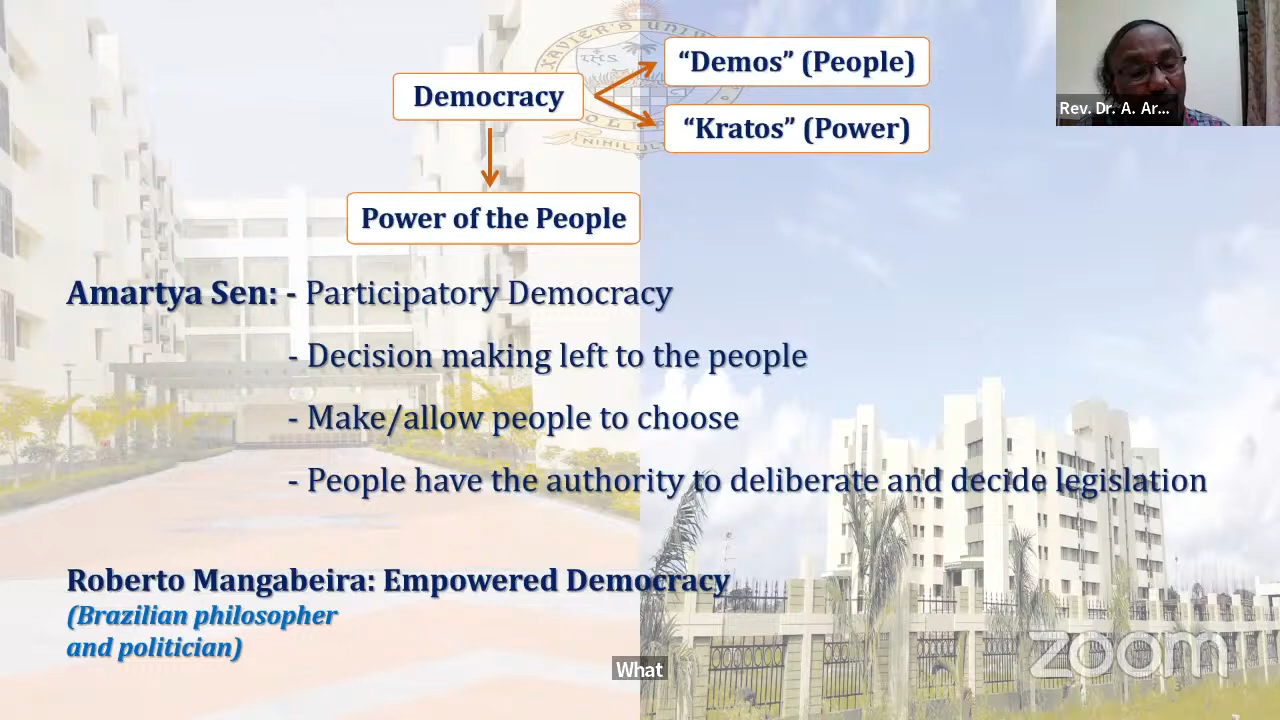 “Demos” (People)
Democracy
“Kratos” (Power)
Power of the People
Rev. Dr. A. Ar...
Amartya Sen: - Participatory Democracy
- Decision making left to the people
- Make/allow people to choose
- People have the authority to deliberate and decide legislation
Roberto Mangabeira: Empowered Democracy
(Brazilian philosopher
and politician)
What
zoom
3